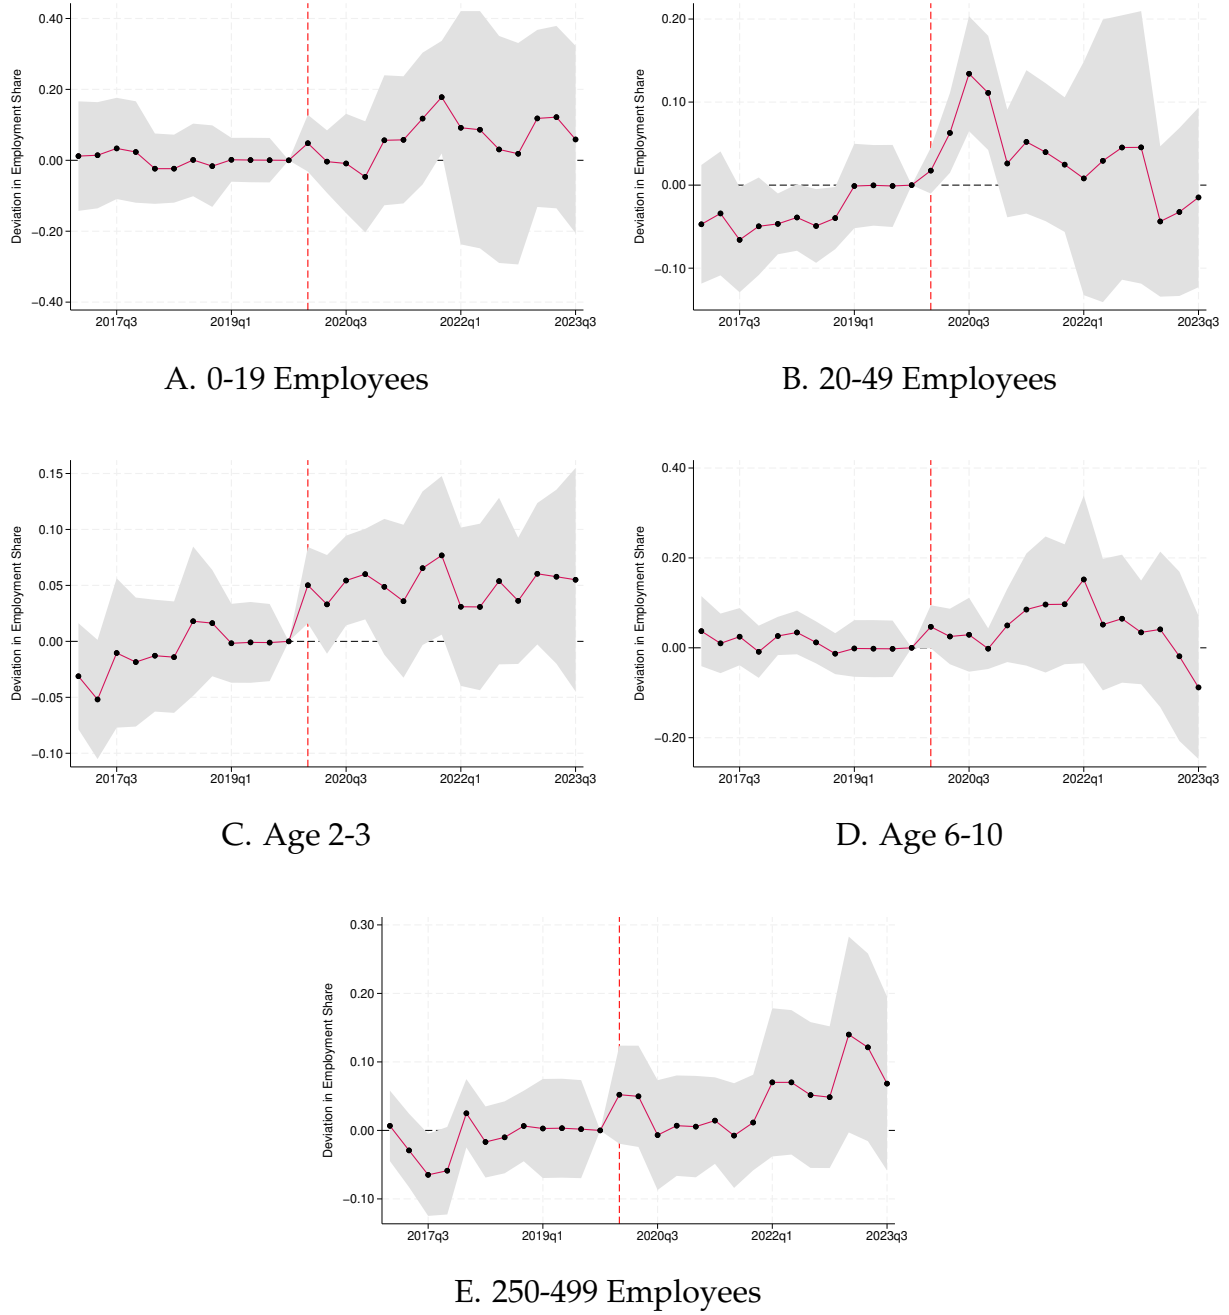 Deviation in Employment Share
0.40
0.20
0.00
−0.20
−0.40
2017q3 2019q1 2020q3 2022q1 2023q3
A. 0-19 Employees
Deviation in Employment Share
0.20
0.10
0.00
−0.10
2017q3 2019q1 2020q3 2022q1 2023q3
B. 20-49 Employees
Deviation in Employment Share
0.15
0.10
0.05
0.00
−0.05
−0.10
2017q3 2019q1 2020q3 2022q1 2023q3
C. Age 2-3
Deviation in Employment Share
0.40
0.20
0.00
−0.20
2017q3 2019q1 2020q3 2022q1 2023q3
D. Age 6-10
Deviation in Employment Share
0.30
0.20
0.10
0.00
−0.10
2017q3 2019q1 2020q3 2022q1 2023q3
E. 250-499 Employees